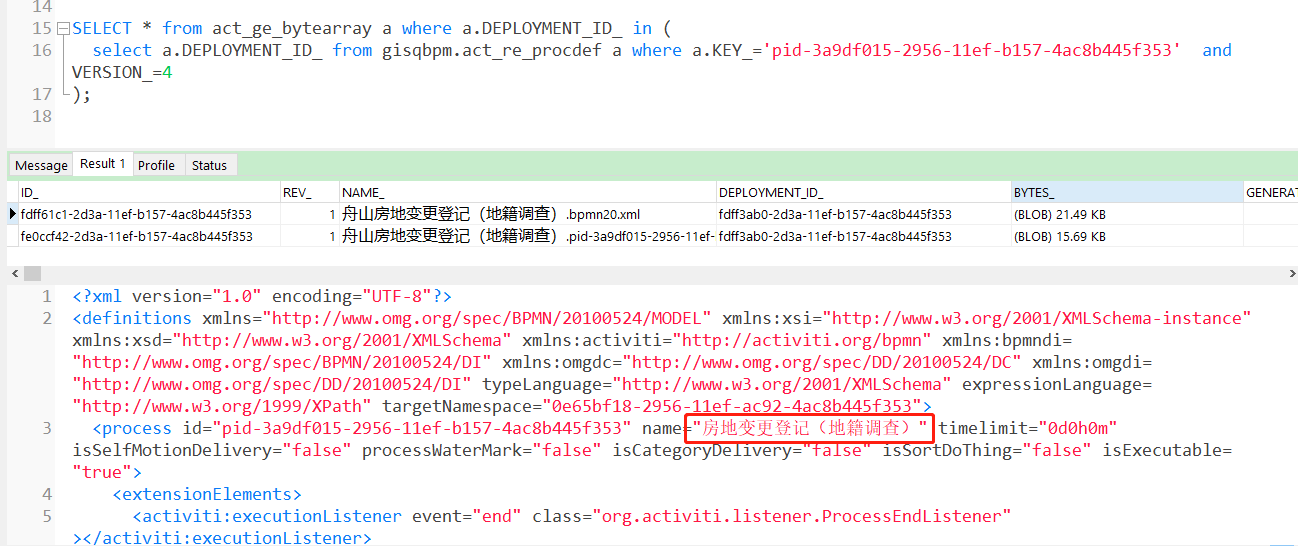 14
15 SELECT * from act_ge_bytearray a where a.DEPLOYMENT_ID_ in (
16 select a.DEPLOYMENT_ID_ from gisqbpm.act_re_procdef a where a.KEY_='pid-3a9df015-2956-11ef-b157-4ac8b445f353' and
VERSION_=4
17 );
18
Message Result 1 Profile Status
ID_ REV_ NAME_ DEPLOYMENT_ID_ BYTES_ GENERAT
fdff61c1-2d3a-11ef-b157-4ac8b445f353 1 舟山房地变更登记（地籍调查）.bpmn20.xml fdff3ab0-2d3a-11ef-b157-4ac8b445f353 (BLOB) 21.49 KB
fe0ccf42-2d3a-11ef-b157-4ac8b445f353 1 舟山房地变更登记（地籍调查）.pid-3a9df015-2956-11ef- fdff3ab0-2d3a-11ef-b157-4ac8b445f353 (BLOB) 15.69 KB
1 <?xml version="1.0" encoding="UTF-8"?>
2 <definitions xmlns="http://www.omg.org/spec/BPMN/20100524/MODEL" xmlns:xsi="http://www.w3.org/2001/XMLSchema-instance"
xmlns:xsd="http://www.w3.org/2001/XMLSchema" xmlns:activiti="http://activiti.org/bpmn" xmlns:bpmndi=
"http://www.omg.org/spec/BPMN/20100524/DI" xmlns:omgdc="http://www.omg.org/spec/DD/20100524/DC" xmlns:omgdi=
"http://www.omg.org/spec/DD/20100524/DI" typeLanguage="http://www.w3.org/2001/XMLSchema" expressionLanguage=
"http://www.w3.org/1999/XPath" targetNamespace="0e65bf18-2956-11ef-ac92-4ac8b445f353">
3 <process id="pid-3a9df015-2956-11ef-b157-4ac8b445f353" name="房地变更登记（地籍调查）" timelimit="0d0h0m"
isSelfMotionDelivery="false" processWaterMark="false" isCategoryDelivery="false" isSortDoThing="false" isExecutable=
"true">
4 <extensionElements>
5 <activiti:executionListener event="end" class="org.activiti.listener.ProcessEndListener"
></activiti:executionListener>